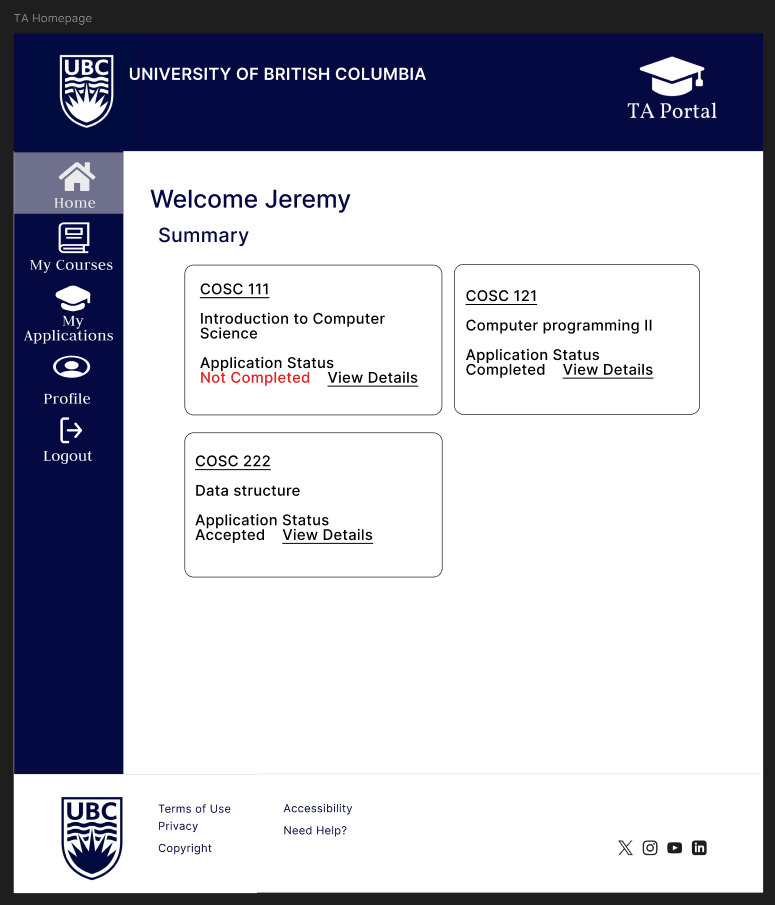 TA Homepage
UBC
UNIVERSITY OF BRITISH COLUMBIA
TA Portal
Home
My Courses
My
Applications
Profile
Logout
Welcome Jeremy
Summary
COSC 111
Introduction to Computer
Science
Application Status
Not Completed View Details
COSC 121
Computer programming II
Application Status
Completed View Details
COSC 222
Data structure
Application Status
Accepted View Details
UBC
Terms of Use
Privacy
Copyright
Accessibility
Need Help?